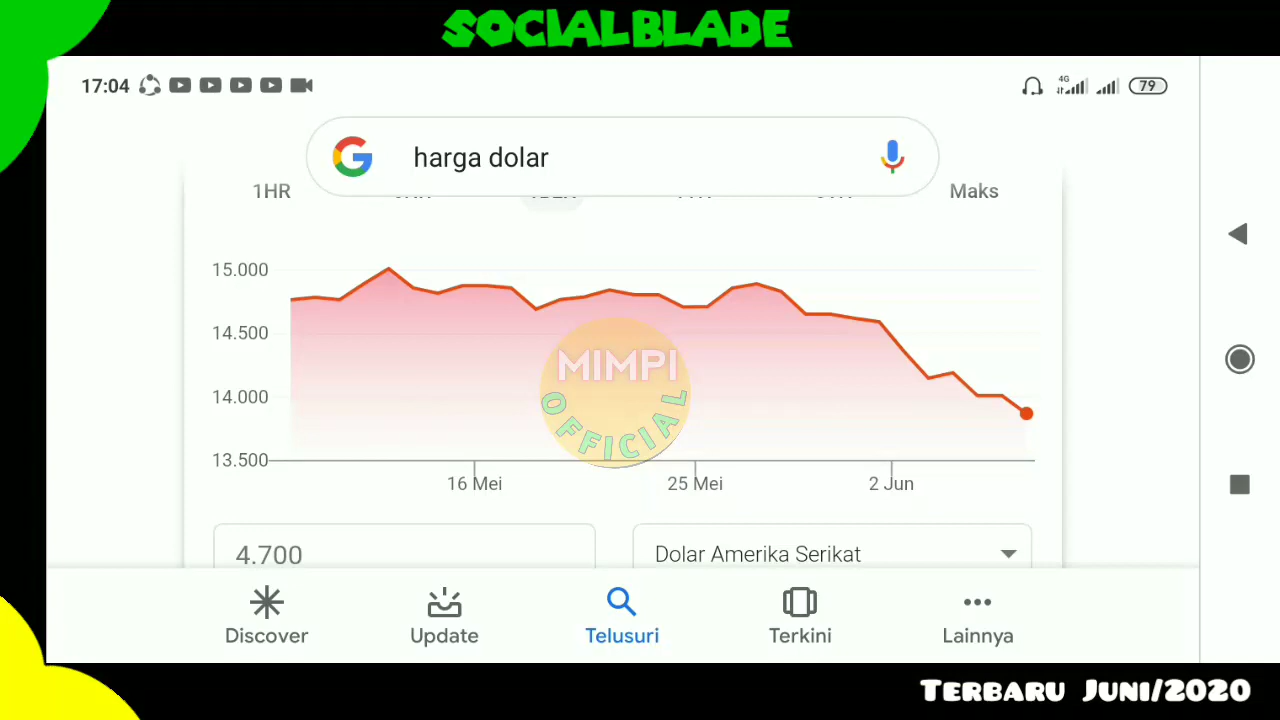 SOCIALBLADE
17:04
4G
79
harga dolar
1HR
Maks
15.000
14.500
14.000
13.500
MIMPI
OFFICIAL
16 Mei
25 Mei
2 Jun
4.700
Dolar Amerika Serikat
Discover
Update
Telusuri
Terkini
Lainnya
Terbaru Juni/2020